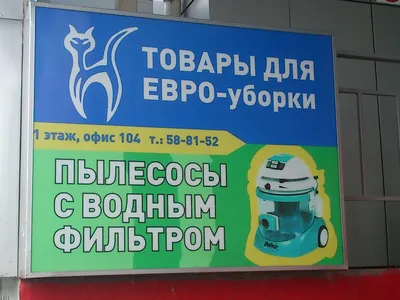 ТОВАРЫ ДЛЯ
ЕВРО-уборки
1 этаж, офис 104 т.: 58-81-52
ПЫЛЕСОСЫ
С ВОДНЫМ
ФИЛЬТРОМ